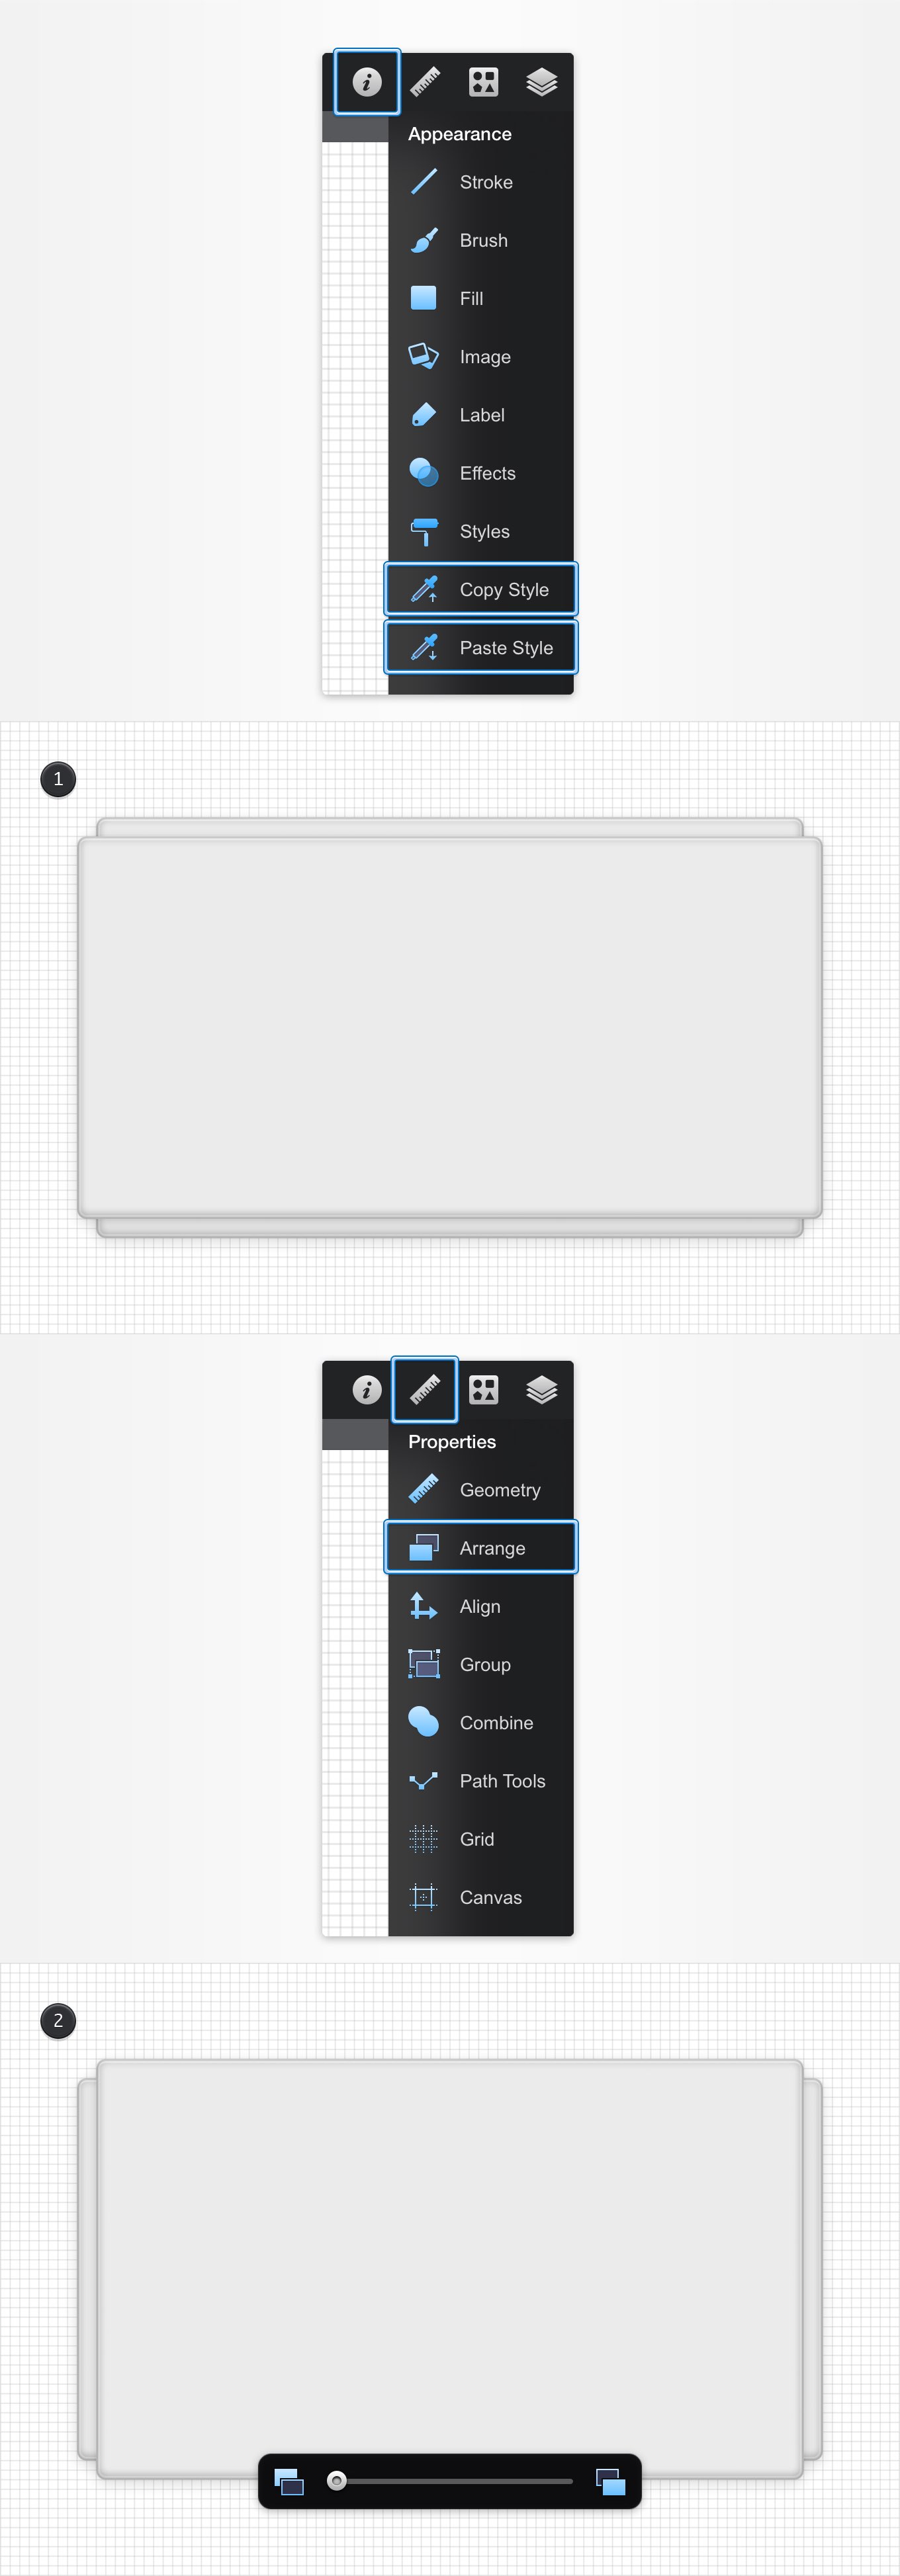 Appearance
Stroke
Brush
Fill
Image
Label
Effects
Styles
Copy Style
Paste Style
1
Properties
Geometry
Arrange
Align
Group
Combine
Path Tools
Grid
Canvas
2